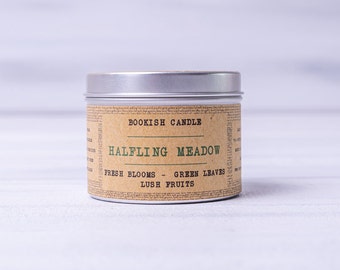 BOOKISH CANDLE
HALFLING MEADOW
FRESH BLOOMS - GREEN LEAVES
LUSH FRUITS